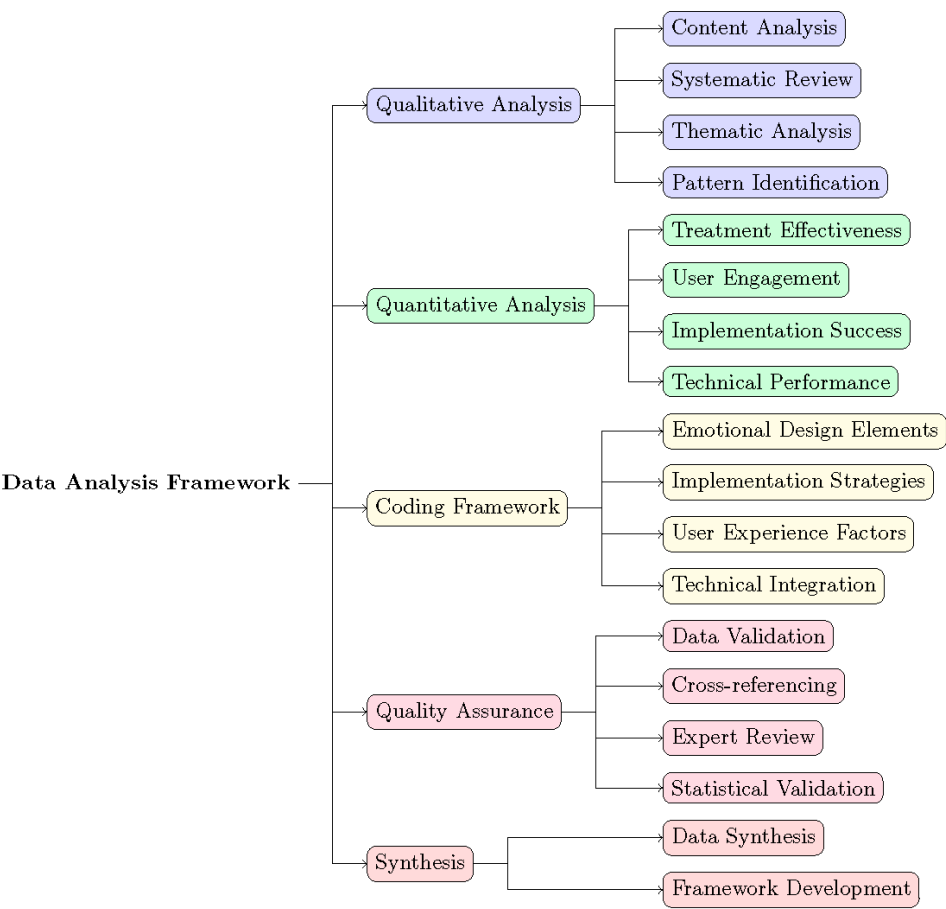 Data Analysis Framework
Qualitative Analysis
Content Analysis
Systematic Review
Thematic Analysis
Pattern Identification
Quantitative Analysis
Treatment Effectiveness
User Engagement
Implementation Success
Technical Performance
Coding Framework
Emotional Design Elements
Implementation Strategies
User Experience Factors
Technical Integration
Quality Assurance
Data Validation
Cross-referencing
Expert Review
Statistical Validation
Synthesis
Data Synthesis
Framework Development